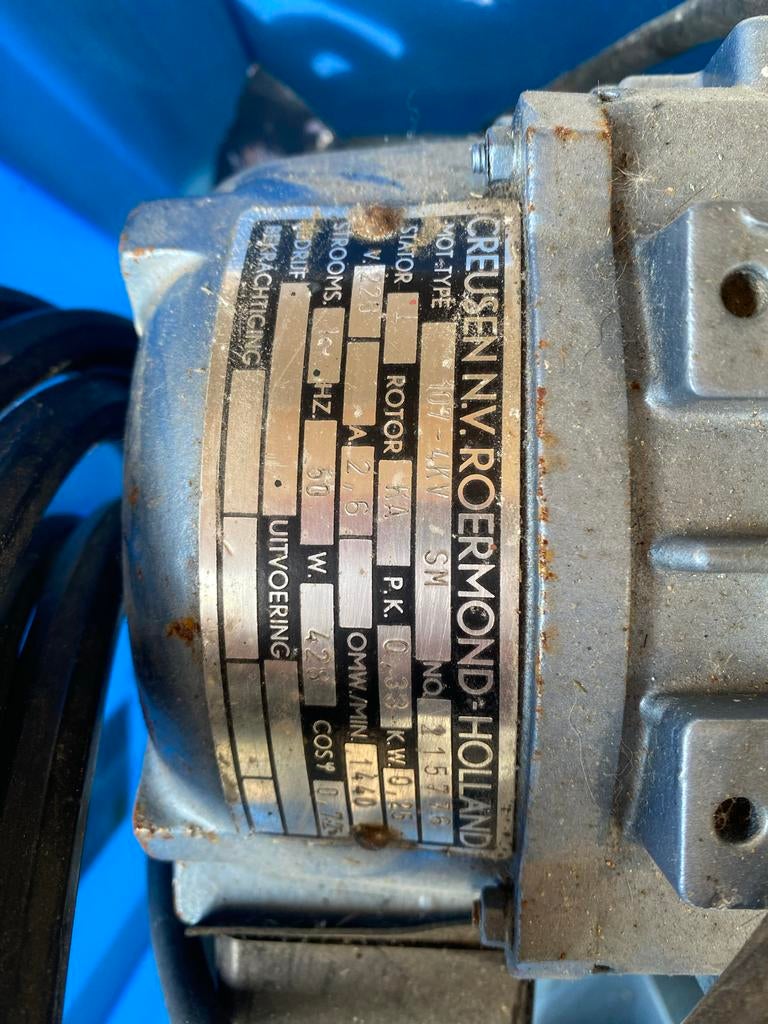 CREUSEN N.V. ROERMOND-HOLLAND
MOT-TYPE 107-4KV SM NO. 215776
STATOR 1 ROTOR KA P.K. 0,33 K.W. 0,25
V. 220 A. 2,6 OMW./MIN 1440
STROOMS. HZ 50 W. 428 COSφ 0,75
BEDRIJF UITVOERING
BEKRACHTIGING